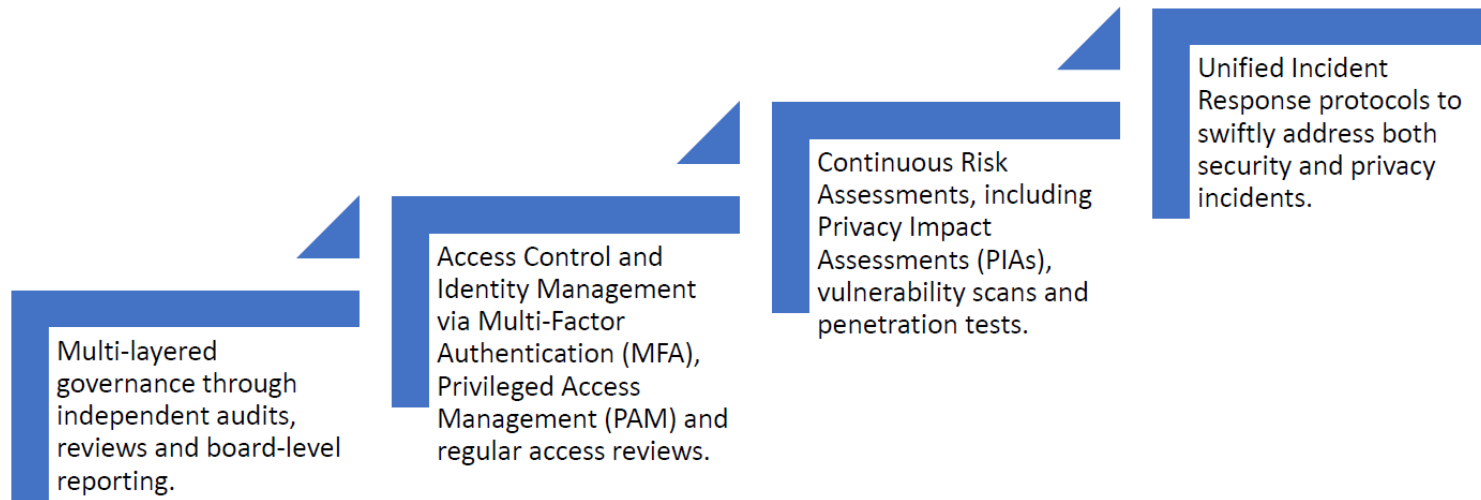 Multi-layered
governance through
independent audits,
reviews and board-level
reporting.
Access Control and
Identity Management
via Multi-Factor
Authentication (MFA),
Privileged Access
Management (PAM) and
regular access reviews.
Continuous Risk
Assessments, including
Privacy Impact
Assessments (PIAs),
vulnerability scans and
penetration tests.
Unified Incident
Response protocols to
swiftly address both
security and privacy
incidents.